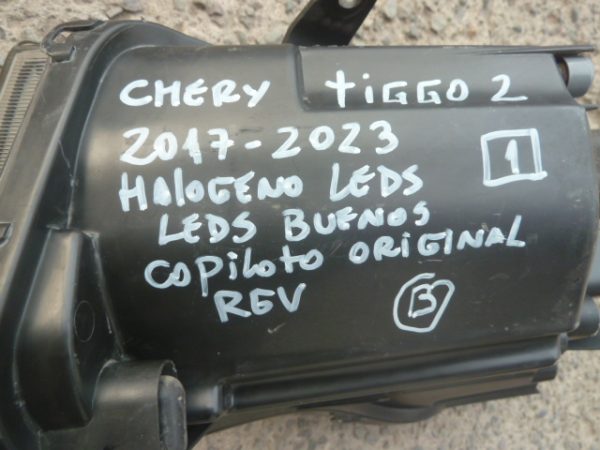 CHERY tiGGO 2
2017-2023
1
HALOGENO LEDS
LEDS BUENOS
COPILOTO ORIGINAL
REV
B